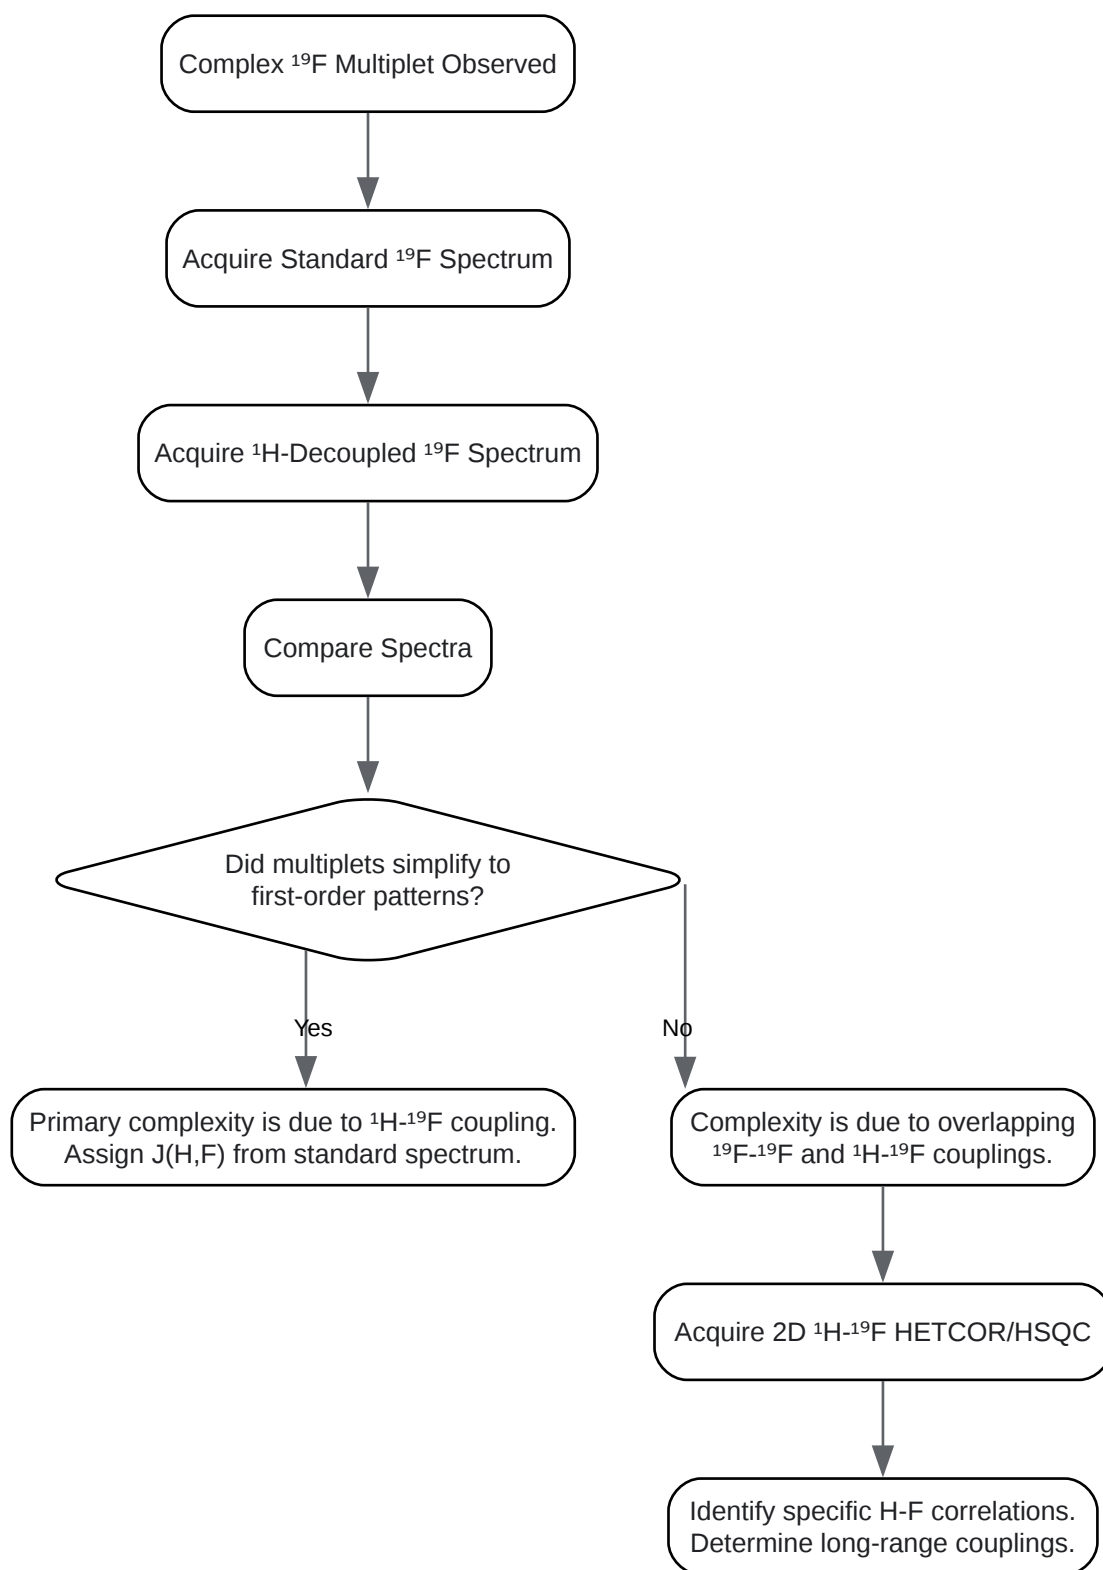 Complex ¹⁹F Multiplet Observed
Acquire Standard ¹⁹F Spectrum
Acquire ¹H-Decoupled ¹⁹F Spectrum
Compare Spectra
Did multiplets simplify to
first-order patterns?
Yes
No
Primary complexity is due to ¹H-¹⁹F coupling.
Assign J(H,F) from standard spectrum.
Complexity is due to overlapping
¹⁹F-¹⁹F and ¹H-¹⁹F couplings.
Acquire 2D ¹H-¹⁹F HETCOR/HSQC
Identify specific H-F correlations.
Determine long-range couplings.